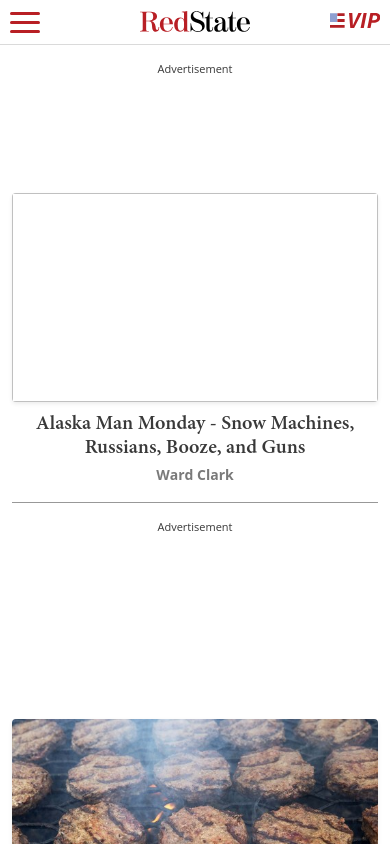 RedState
VIP
Advertisement
Alaska Man Monday - Snow Machines,
Russians, Booze, and Guns
Ward Clark
Advertisement